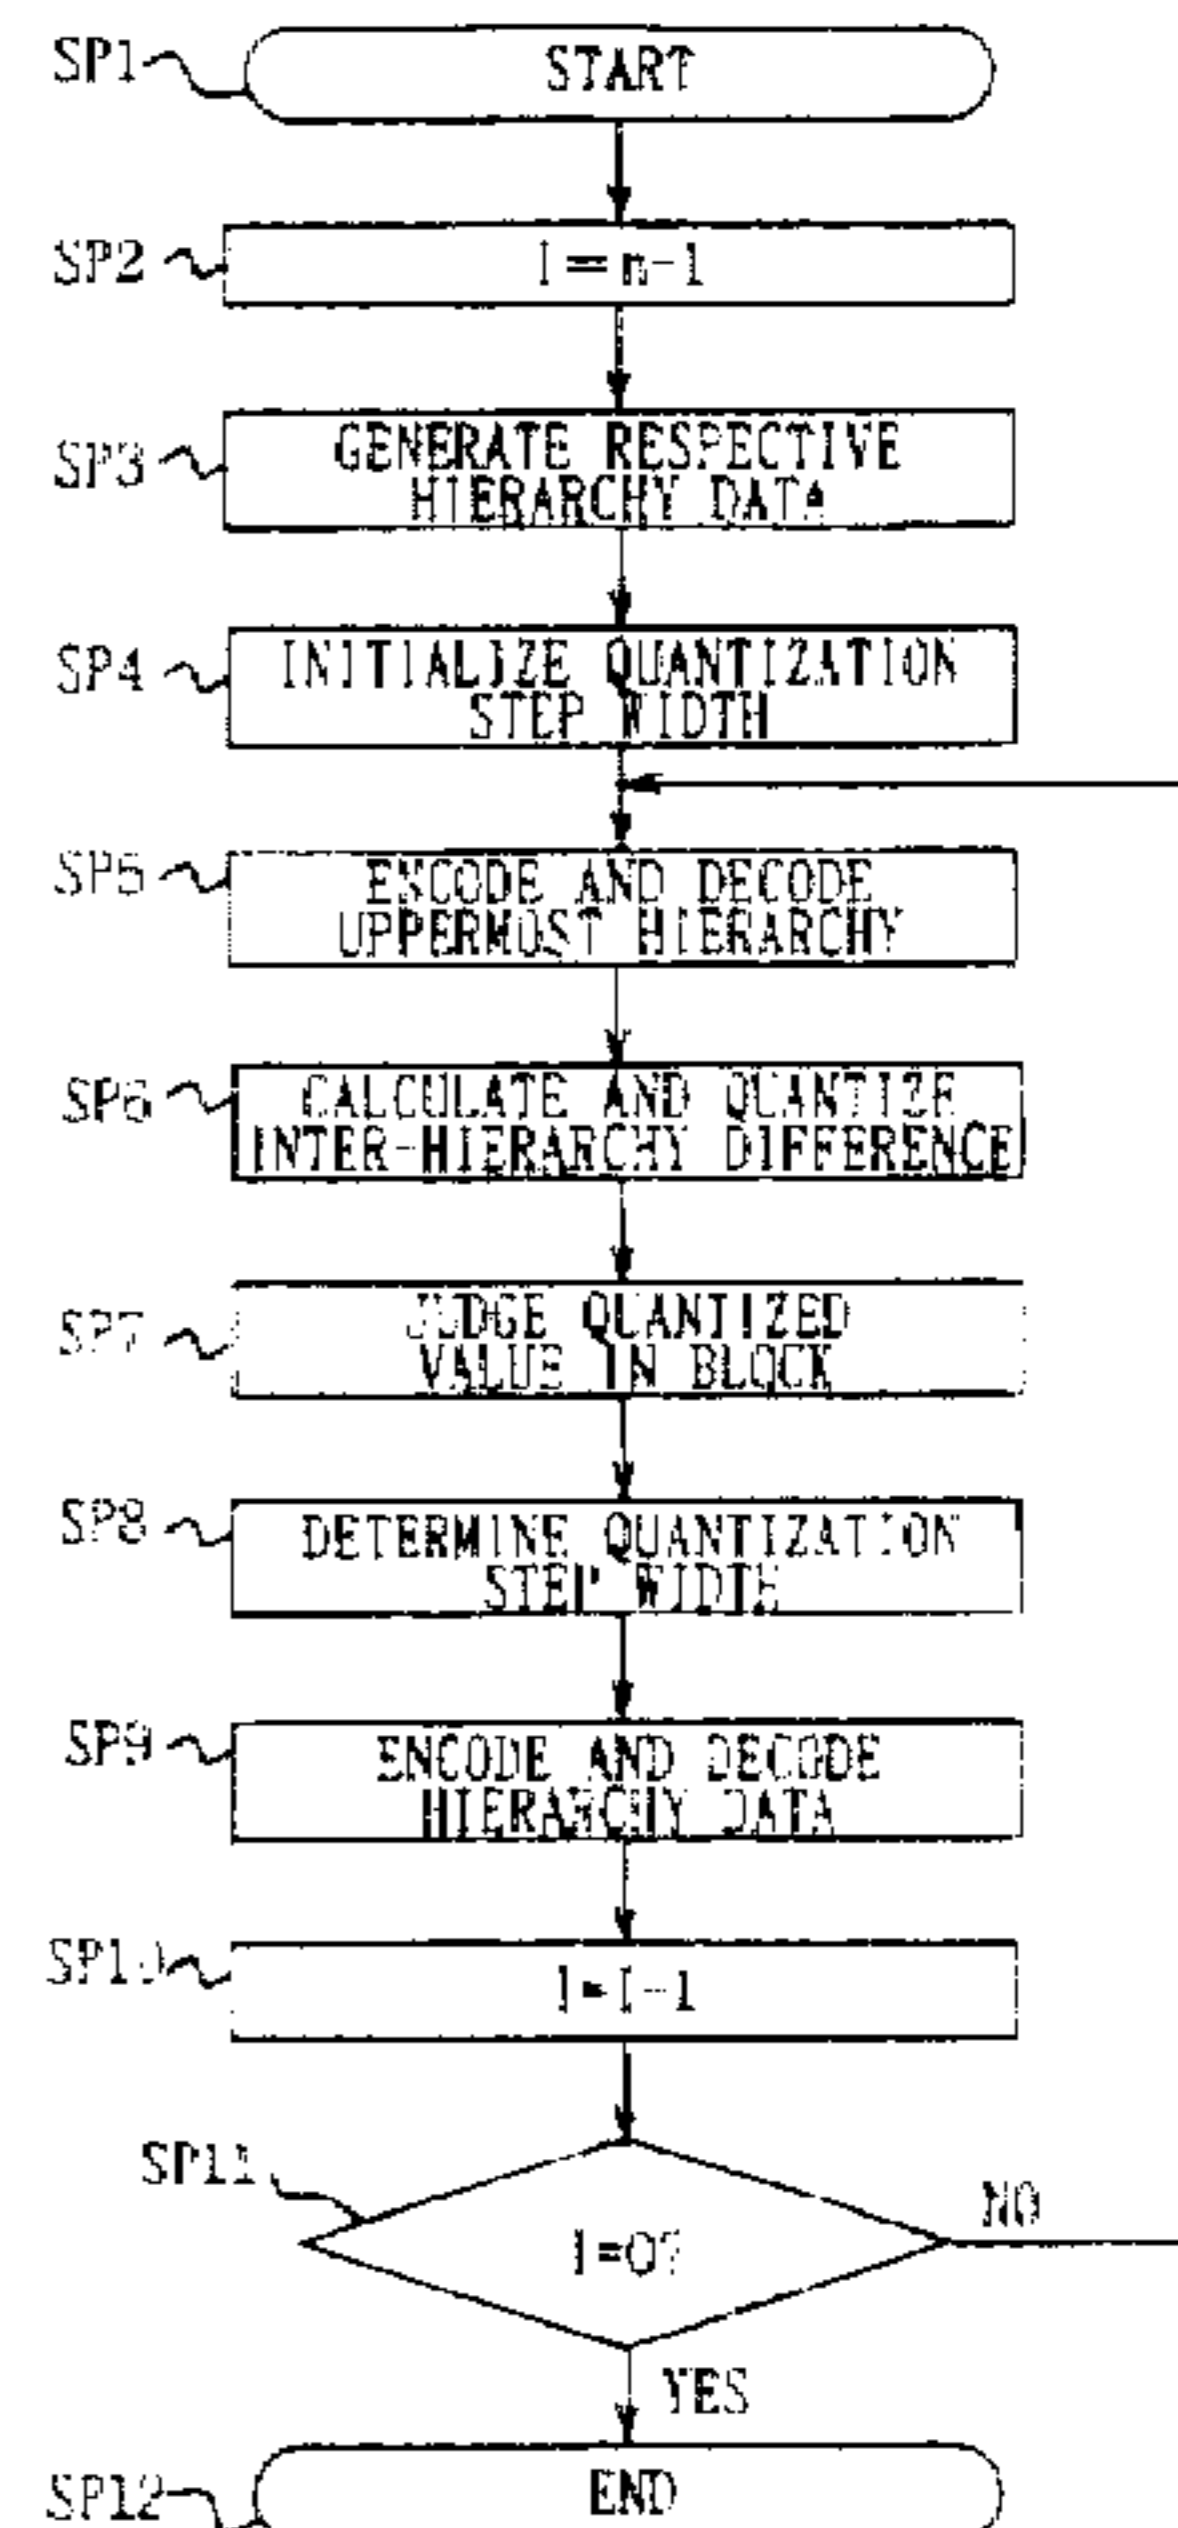 SP1
START
SP2
I=n-1
SP3
GENERATE RESPECTIVE
HIERARCHY DATA
SP4
INITIALIZE QUANTIZATION
STEP WIDTH
SP5
ENCODE AND DECODE
UPPERMOST HIERARCHY
SP6
CALCULATE AND QUANTIZE
INTER-HIERARCHY DIFFERENCE
SP7
JUDGE QUANTIZED
VALUE IN BLOCK
SP8
DETERMINE QUANTIZATION
STEP WIDTH
SP9
ENCODE AND DECODE
HIERARCHY DATA
SP10
I=I-1
SP11
I=0?
NO
YES
SP12
END